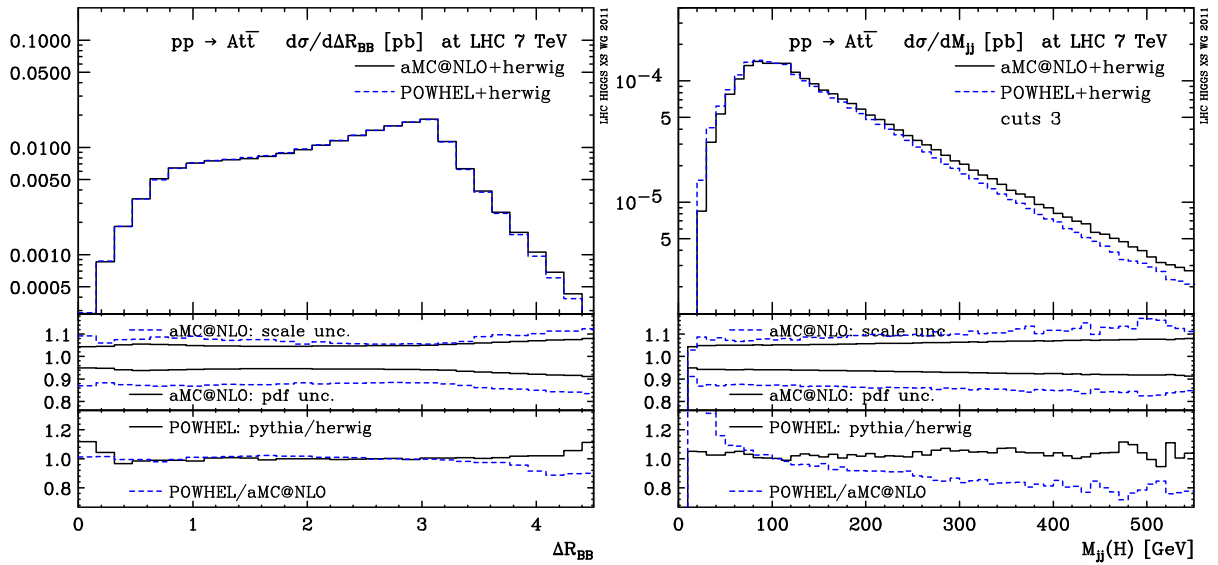 pp → At t̅ dσ/dΔR_BB [pb] at LHC 7 TeV
aMC@NLO+herwig
POWHEL+herwig
LHC HIGGS XS WG 2011
0.1000
0.0500
0.0100
0.0050
0.0010
0.0005
aMC@NLO: scale unc.
aMC@NLO: pdf unc.
1.1
1.0
0.9
0.8
POWHEL: pythia/herwig
POWHEL/aMC@NLO
1.2
1.0
0.8
0 1 2 3 4
ΔR_BB
pp → At t̅ dσ/dM_jj [pb] at LHC 7 TeV
aMC@NLO+herwig
POWHEL+herwig
cuts 3
LHC HIGGS XS WG 2011
10⁻⁴
5
10⁻⁵
5
aMC@NLO: scale unc.
aMC@NLO: pdf unc.
1.1
1.0
0.9
0.8
POWHEL: pythia/herwig
POWHEL/aMC@NLO
1.2
1.0
0.8
0 100 200 300 400 500
M_jj(H) [GeV]